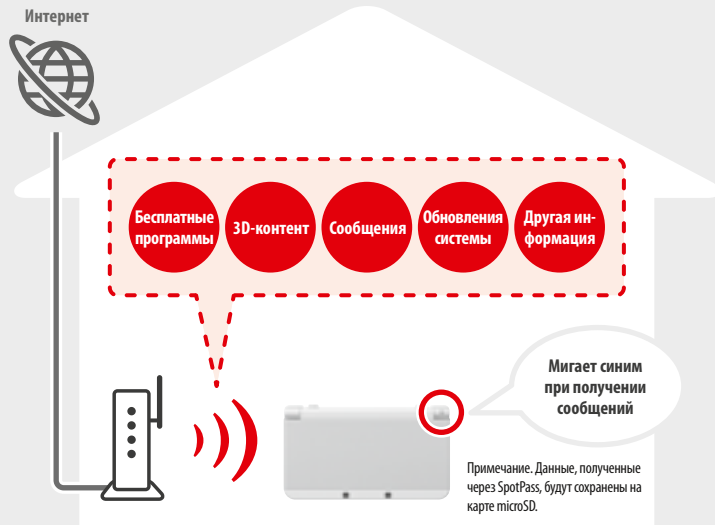 Интернет
Бесплатные
программы
3D-контент
Сообщения
Обновления
системы
Другая ин-
формация
Мигает синим
при получении
сообщений
Примечание. Данные, полученные
через SpotPass, будут сохранены на
карте microSD.